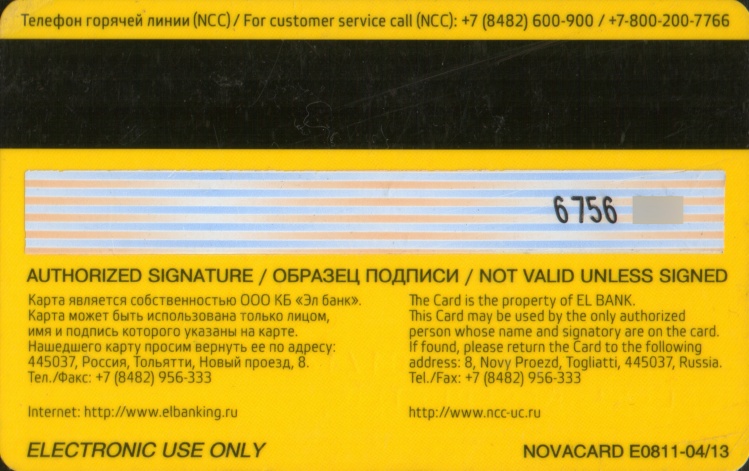 Телефон горячей линии (NCC) / For customer service call (NCC): +7 (8482) 600-900 / +7-800-200-7766
6756
AUTHORIZED SIGNATURE / ОБРАЗЕЦ ПОДПИСИ / NOT VALID UNLESS SIGNED
Карта является собственностью ООО КБ «Эл банк».
Карта может быть использована только лицом,
имя и подпись которого указаны на карте.
Нашедшего карту просим вернуть ее по адресу:
445037, Россия, Тольятти, Новый проезд, 8.
Тел./Факс: +7 (8482) 956-333
Internet: http://www.elbanking.ru
The Card is the property of EL BANK.
This Card may be used by the only authorized
person whose name and signatory are on the card.
If found, please return the Card to the following
address: 8, Novy Proezd, Togliatti, 445037, Russia.
Tel./Fax: +7 (8482) 956-333
http://www.ncc-uc.ru
ELECTRONIC USE ONLY
NOVACARD E0811-04/13